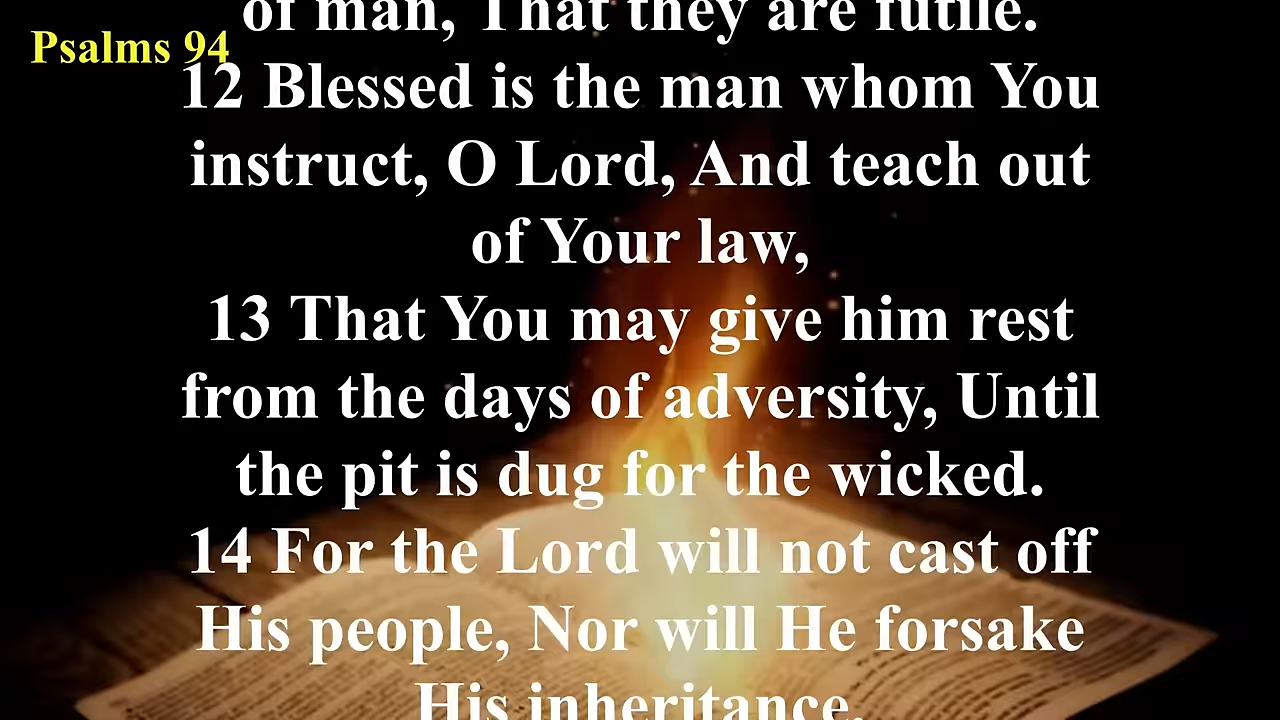 of man, That they are futile.
Psalms 94
12 Blessed is the man whom You
instruct, O Lord, And teach out
of Your law,
13 That You may give him rest
from the days of adversity, Until
the pit is dug for the wicked.
14 For the Lord will not cast off
His people, Nor will He forsake
His inheritance.